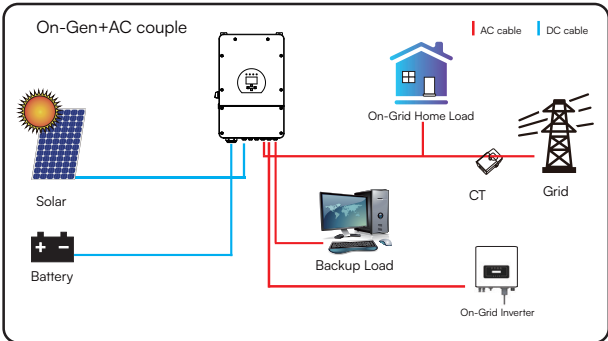 On-Gen+AC couple
AC cable
DC cable
On-Grid Home Load
Solar
CT
Grid
Battery
Backup Load
On-Grid Inverter